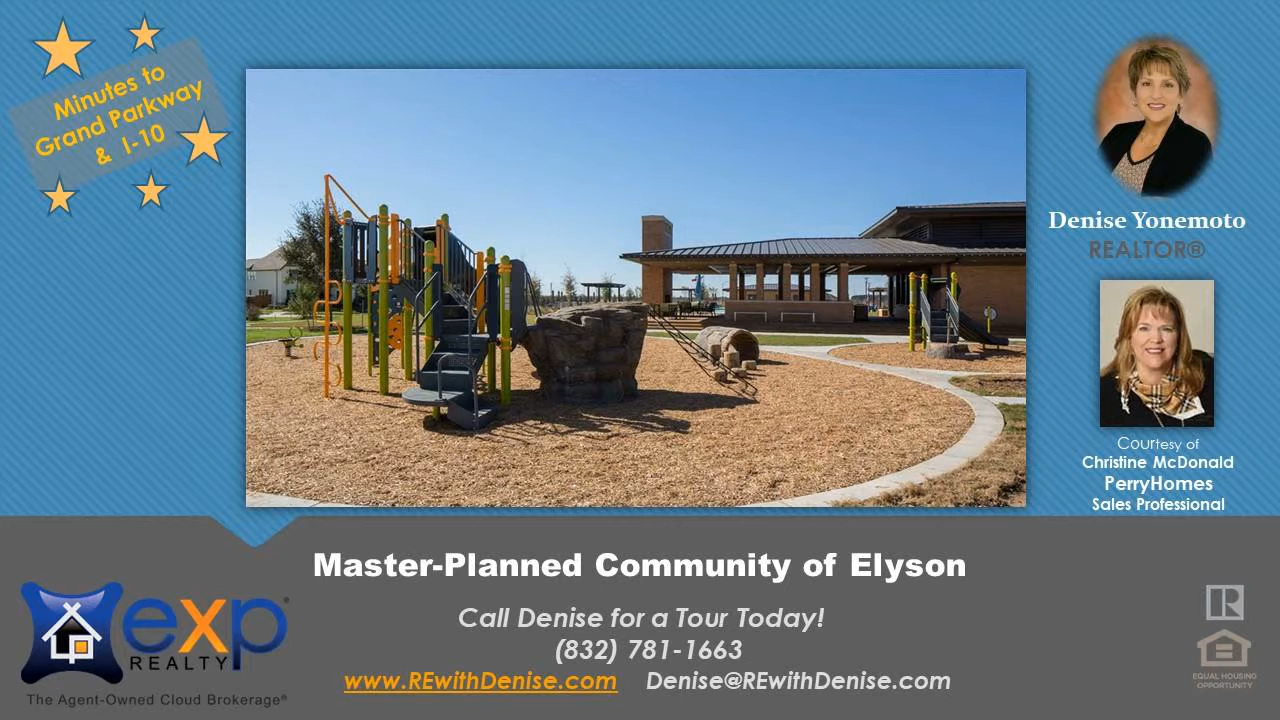 Minutes to
Grand Parkway
& I-10
Denise Yonemoto
REALTOR®
Courtesy of
Christine McDonald
PerryHomes
Sales Professional
Master-Planned Community of Elyson
Call Denise for a Tour Today!
(832) 781-1663
www.REwithDenise.com Denise@REwithDenise.com
exp®
REALTY
The Agent-Owned Cloud Brokerage®
R
EQUAL HOUSING
OPPORTUNITY